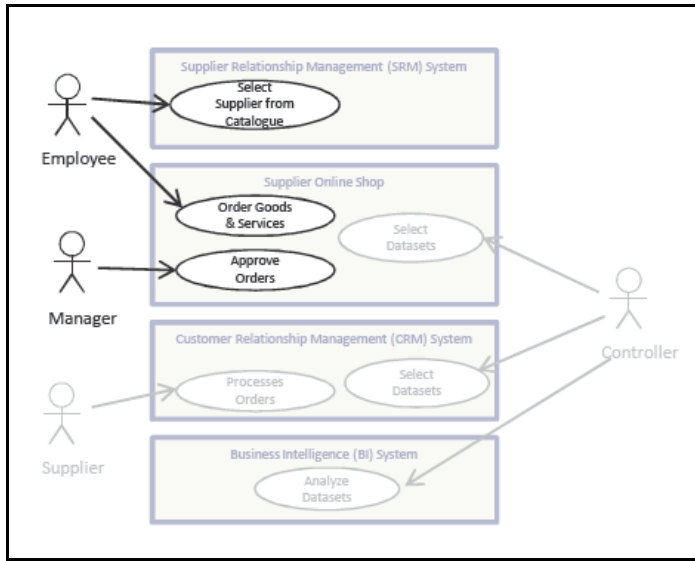 Supplier Relationship Management (SRM) System
Select
Supplier from
Catalogue
Employee
Supplier Online Shop
Order Goods
& Services
Select
Datasets
Approve
Orders
Manager
Controller
Customer Relationship Management (CRM) System
Processes
Orders
Select
Datasets
Supplier
Business Intelligence (BI) System
Analyze
Datasets